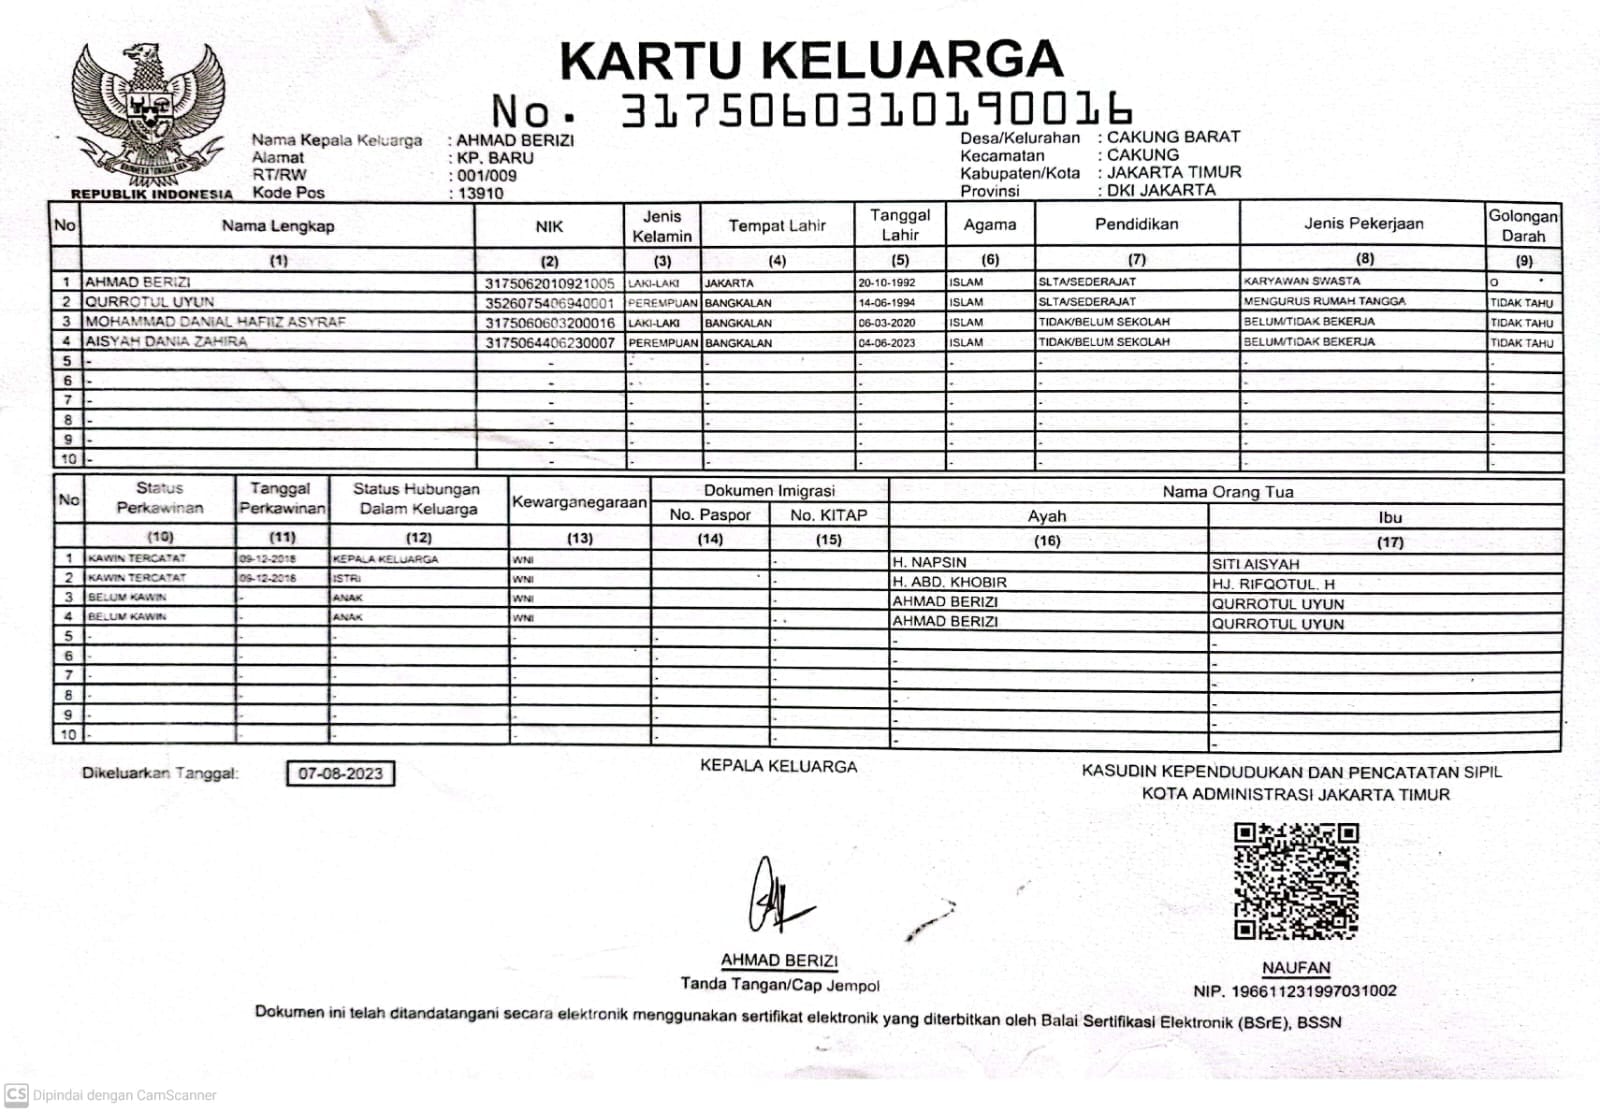 KARTU KELUARGA
No. 3175060310190016
Nama Kepala Keluarga : AHMAD BERIZI
Alamat : KP. BARU
RT/RW : 001/009
Kode Pos : 13910
Desa/Kelurahan : CAKUNG BARAT
Kecamatan : CAKUNG
Kabupaten/Kota : JAKARTA TIMUR
Provinsi : DKI JAKARTA
REPUBLIK INDONESIA
No Nama Lengkap NIK Jenis Kelamin Tempat Lahir Tanggal Lahir Agama Pendidikan Jenis Pekerjaan Golongan Darah
(1) (2) (3) (4) (5) (6) (7) (8) (9)
1 AHMAD BERIZI 3175062010921005 LAKI-LAKI JAKARTA 20-10-1992 ISLAM SLTA/SEDERAJAT KARYAWAN SWASTA O
2 QURROTUL UYUN 3526075406940001 PEREMPUAN BANGKALAN 14-06-1994 ISLAM SLTA/SEDERAJAT MENGURUS RUMAH TANGGA TIDAK TAHU
3 MOHAMMAD DANIAL HAFIIZ ASYRAF 3175060603200016 LAKI-LAKI BANGKALAN 06-03-2020 ISLAM TIDAK/BELUM SEKOLAH BELUM/TIDAK BEKERJA TIDAK TAHU
4 AISYAH DANIA ZAHIRA 3175064406230007 PEREMPUAN BANGKALAN 04-06-2023 ISLAM TIDAK/BELUM SEKOLAH BELUM/TIDAK BEKERJA TIDAK TAHU
5 - - - - - - - - -
6 - - - - - - - - -
7 - - - - - - - - -
8 - - - - - - - - -
9 - - - - - - - - -
10 - - - - - - - - -
No Status Perkawinan Tanggal Perkawinan Status Hubungan Dalam Keluarga Kewarganegaraan Dokumen Imigrasi Nama Orang Tua
No. Paspor No. KITAP Ayah Ibu
(10) (11) (12) (13) (14) (15) (16) (17)
1 KAWIN TERCATAT 09-12-2018 KEPALA KELUARGA WNI - H. NAPSIN SITI AISYAH
2 KAWIN TERCATAT 09-12-2018 ISTRI WNI - H. ABD. KHOBIR HJ. RIFQOTUL. H
3 BELUM KAWIN - ANAK WNI - AHMAD BERIZI QURROTUL UYUN
4 BELUM KAWIN - ANAK WNI - AHMAD BERIZI QURROTUL UYUN
5 - - - - - - - -
6 - - - - - - - -
7 - - - - - - - -
8 - - - - - - - -
9 - - - - - - - -
10 - - - - - - - -
Dikeluarkan Tanggal: 07-08-2023
KEPALA KELUARGA
KASUDIN KEPENDUDUKAN DAN PENCATATAN SIPIL
KOTA ADMINISTRASI JAKARTA TIMUR
AHMAD BERIZI
Tanda Tangan/Cap Jempol
NAUFAN
NIP. 196611231997031002
Dokumen ini telah ditandatangani secara elektronik menggunakan sertifikat elektronik yang diterbitkan oleh Balai Sertifikasi Elektronik (BSrE), BSSN
CS Dipindai dengan CamScanner